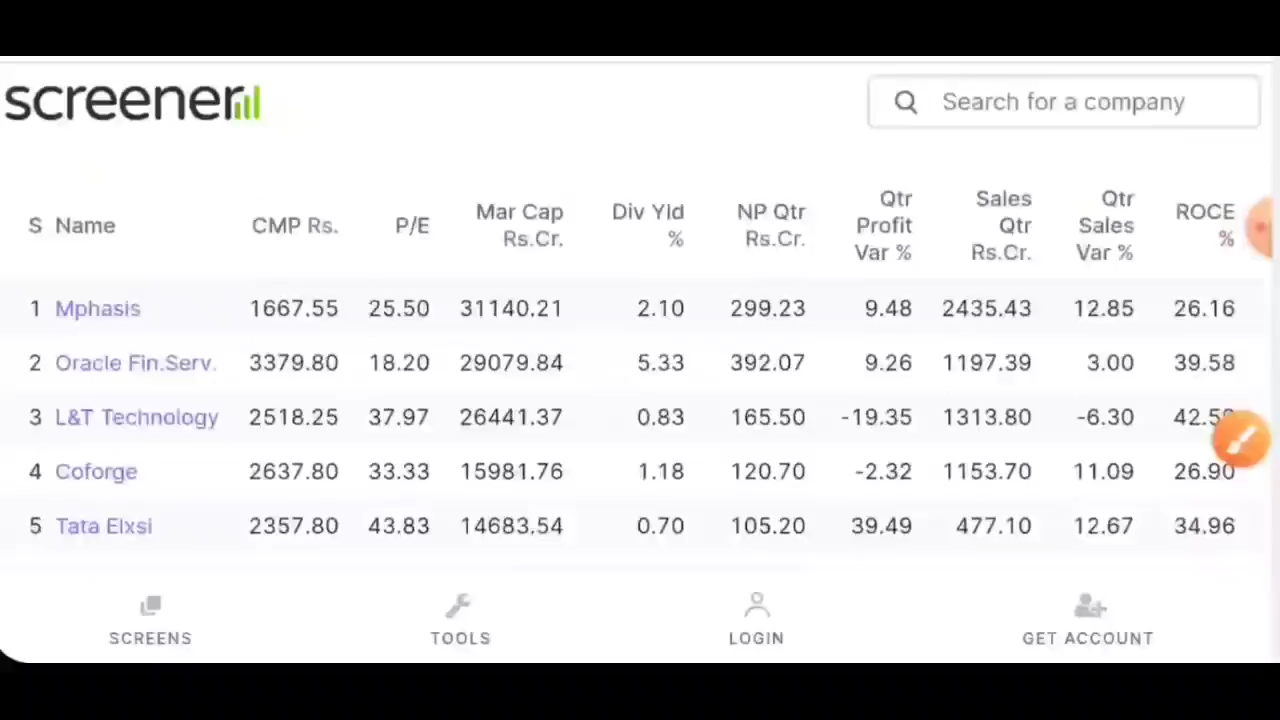 screener
Search for a company
S Name CMP Rs. P/E Mar Cap Rs.Cr. Div Yld % NP Qtr Rs.Cr. Qtr Profit Var % Sales Qtr Rs.Cr. Qtr Sales Var % ROCE %
1 Mphasis 1667.55 25.50 31140.21 2.10 299.23 9.48 2435.43 12.85 26.16
2 Oracle Fin.Serv. 3379.80 18.20 29079.84 5.33 392.07 9.26 1197.39 3.00 39.58
3 L&T Technology 2518.25 37.97 26441.37 0.83 165.50 -19.35 1313.80 -6.30
4 Coforge 2637.80 33.33 15981.76 1.18 120.70 -2.32 1153.70 11.09 26.90
5 Tata Elxsi 2357.80 43.83 14683.54 0.70 105.20 39.49 477.10 12.67 34.96
SCREENS TOOLS LOGIN GET ACCOUNT